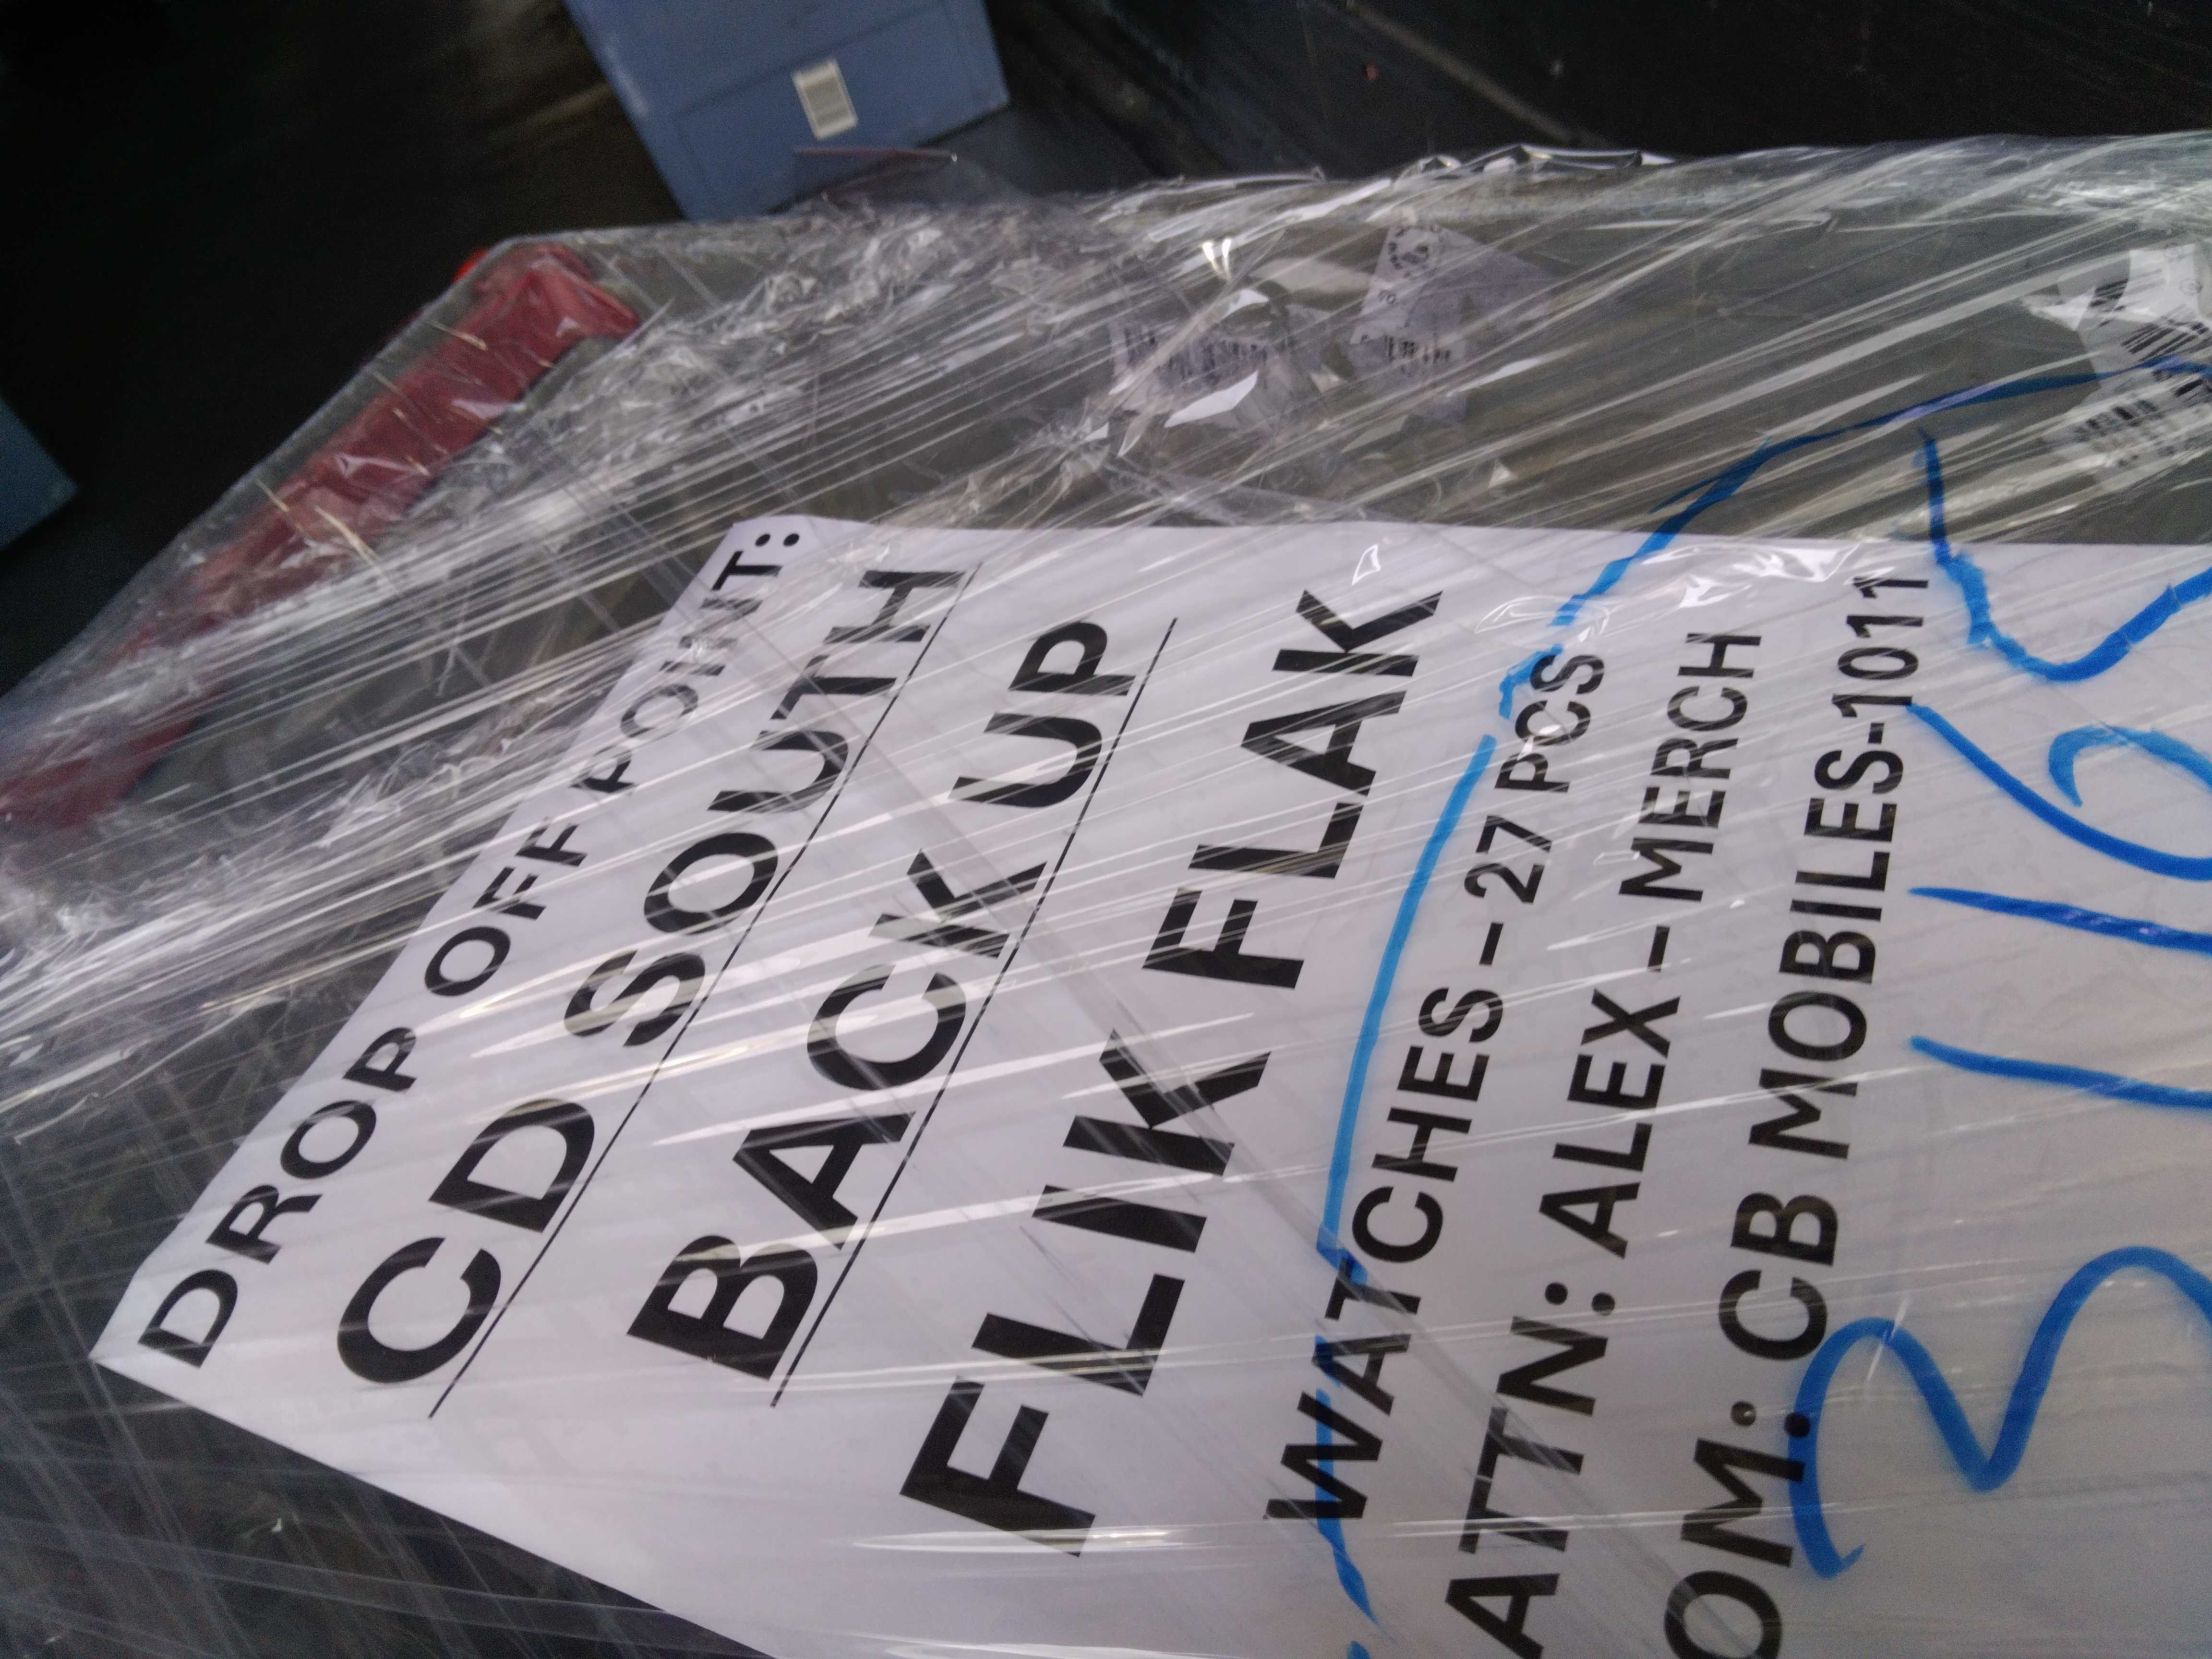 DROP OFF POINT:
CD SOUTH
BACK UP
FLIK FLAK
WATCHES – 27 PCS
ATTN: ALEX – MERCH
OM: CB MOBILES-1011